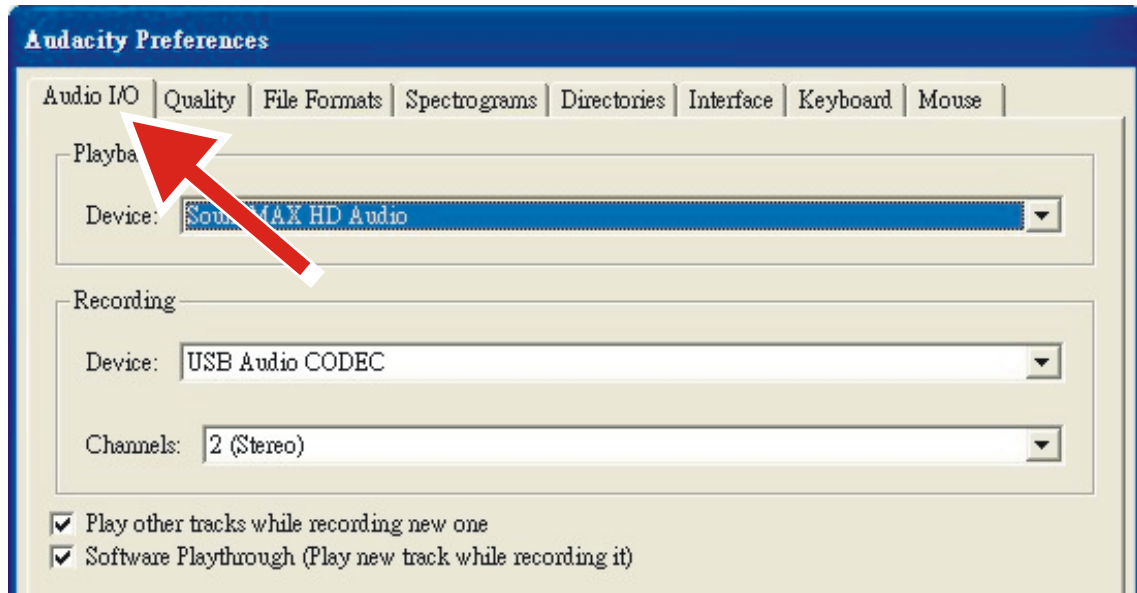 Audacity Preferences
Audio I/O Quality File Formats Spectrograms Directories Interface Keyboard Mouse
Device: MAX HD Audio
Recording
Device: USB Audio CODEC
Channels: 2 (Stereo)
Play other tracks while recording new one
Software Playthrough (Play new track while recording it)